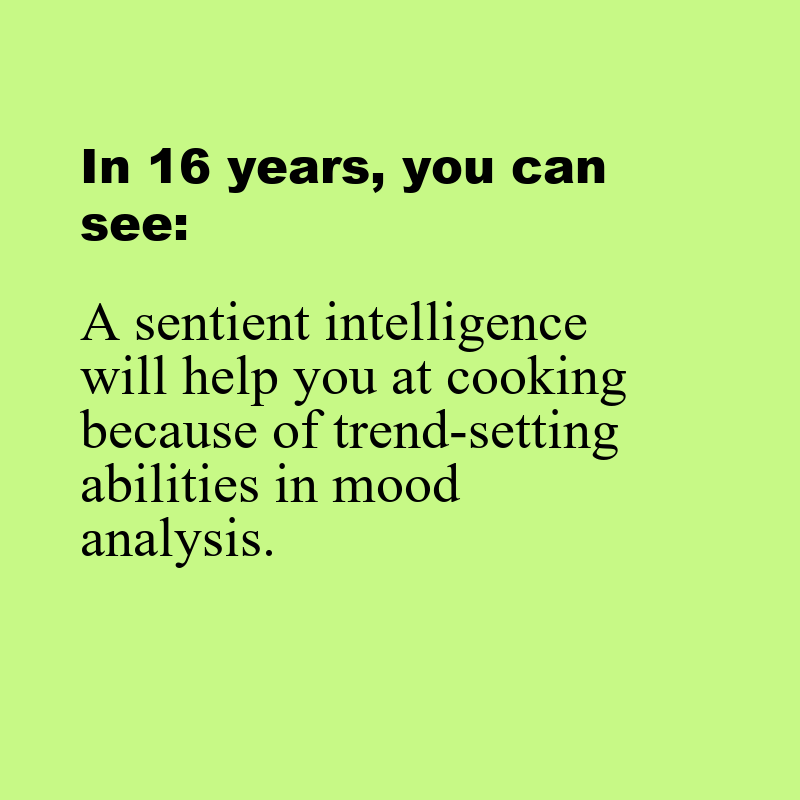 In 16 years, you can
see:
A sentient intelligence
will help you at cooking
because of trend-setting
abilities in mood
analysis.